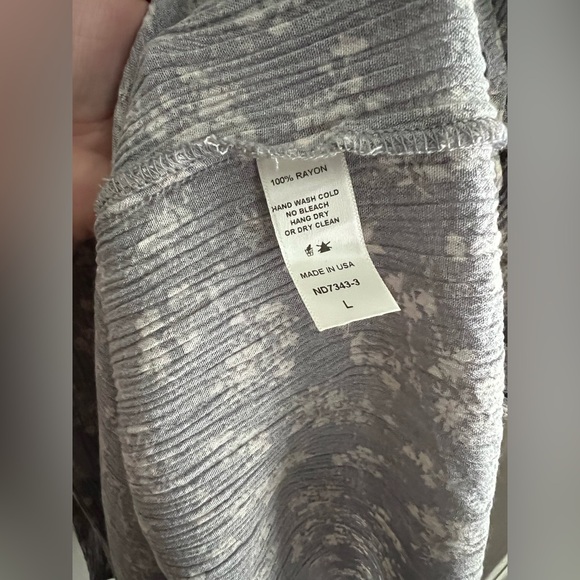 100% RAYON
HAND WASH COLD
NO BLEACH
HANG DRY
OR DRY CLEAN
MADE IN USA
ND7343-3
L